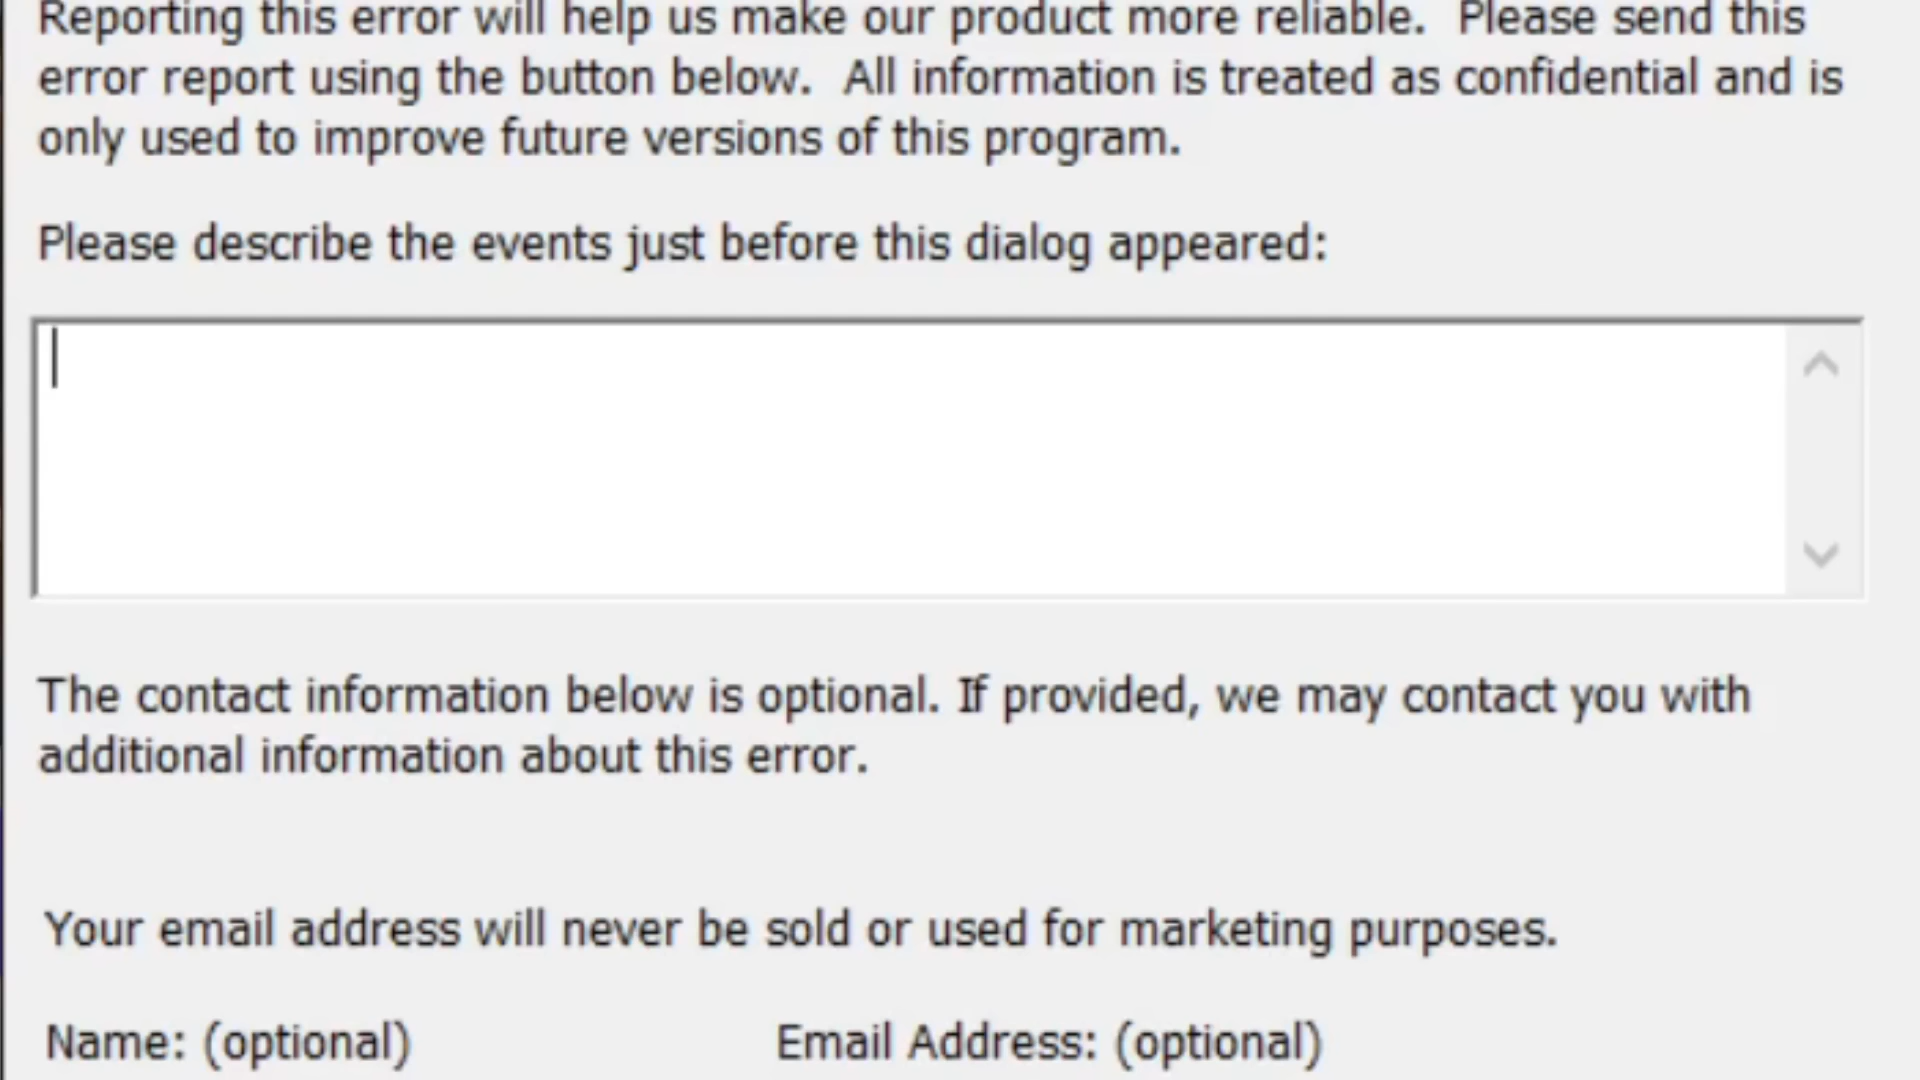 Reporting this error will help us make our product more reliable.  Please send this
error report using the button below.  All information is treated as confidential and is
only used to improve future versions of this program.
Please describe the events just before this dialog appeared:
The contact information below is optional. If provided, we may contact you with
additional information about this error.
Your email address will never be sold or used for marketing purposes.
Name: (optional) Email Address: (optional)